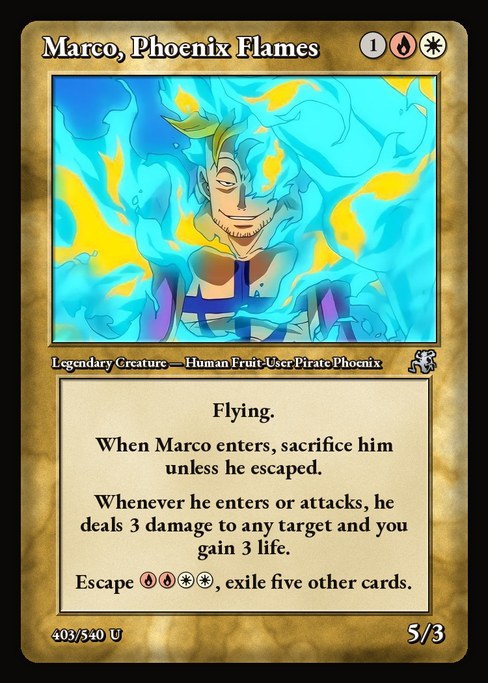 Marco, Phoenix Flames 1
Legendary Creature — Human Fruit-User Pirate Phoenix
Flying.
When Marco enters, sacrifice him
unless he escaped.
Whenever he enters or attacks, he
deals 3 damage to any target and you
gain 3 life.
Escape , exile five other cards.
403/540 U
5/3